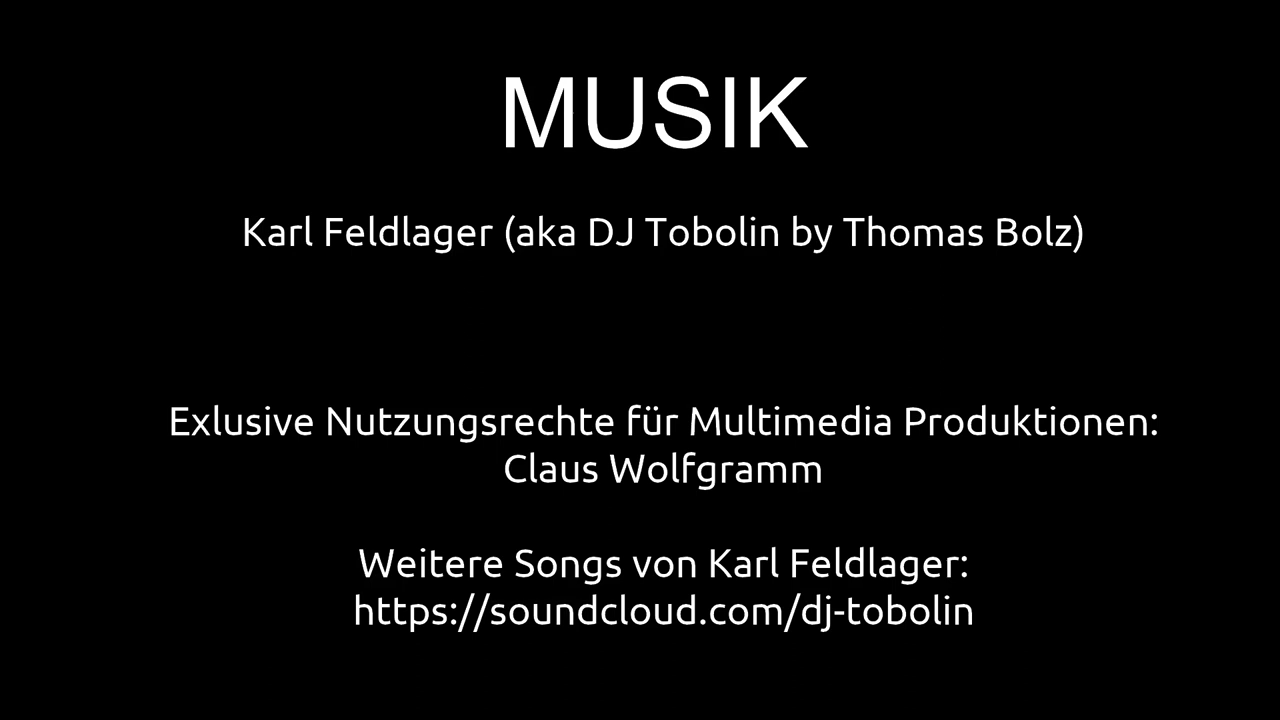 MUSIK
Karl Feldlager (aka DJ Tobolin by Thomas Bolz)
Exlusive Nutzungsrechte für Multimedia Produktionen:
Claus Wolfgramm
Weitere Songs von Karl Feldlager:
https://soundcloud.com/dj-tobolin